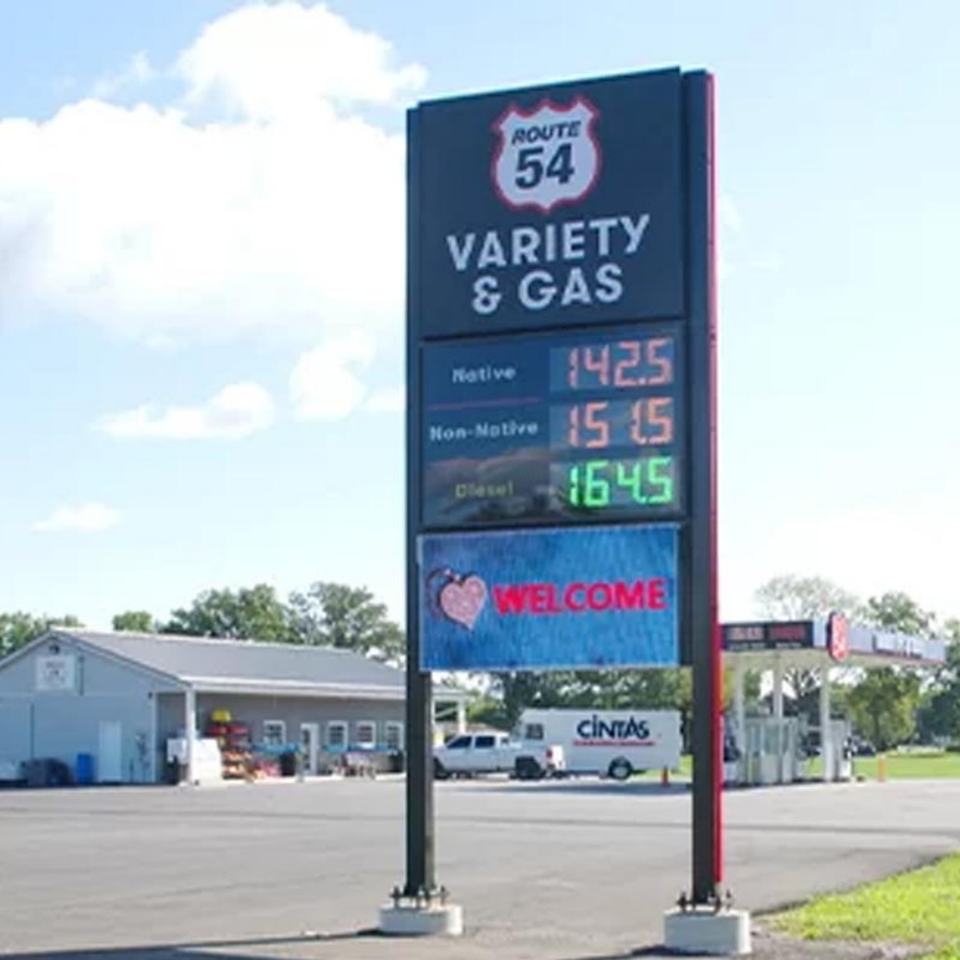 ROUTE
54
VARIETY
& GAS
Native 142.5
Non-Native 151.5
Diesel 164.5
WELCOME
CINTAS